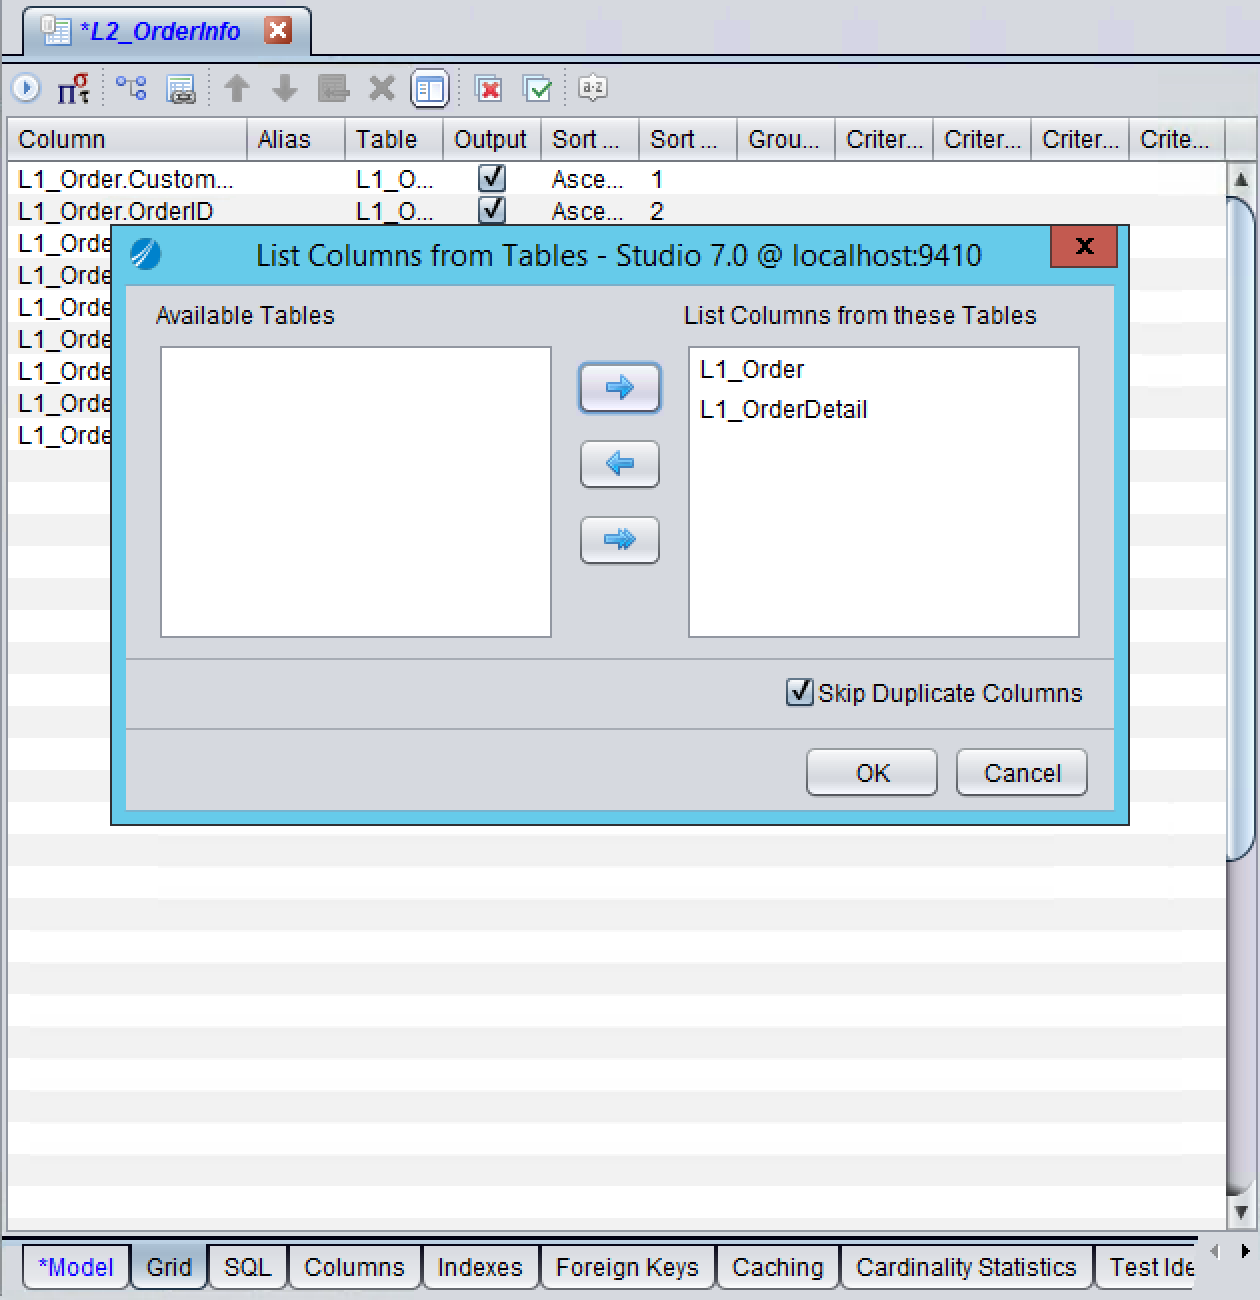 *L2_OrderInfo
Column Alias Table Output Sort ... Sort ... Grou... Criter... Criter... Criter... Crite...
L1_Order.Custom... L1_O... Asce... 1
L1_Order.OrderID L1_O... Asce... 2
L1_Orde
L1_Orde
L1_Orde
L1_Orde
L1_Orde
L1_Orde
L1_Orde
List Columns from Tables - Studio 7.0 @ localhost:9410
Available Tables
List Columns from these Tables
L1_Order
L1_OrderDetail
Skip Duplicate Columns
OK Cancel
*Model Grid SQL Columns Indexes Foreign Keys Caching Cardinality Statistics Test Ide